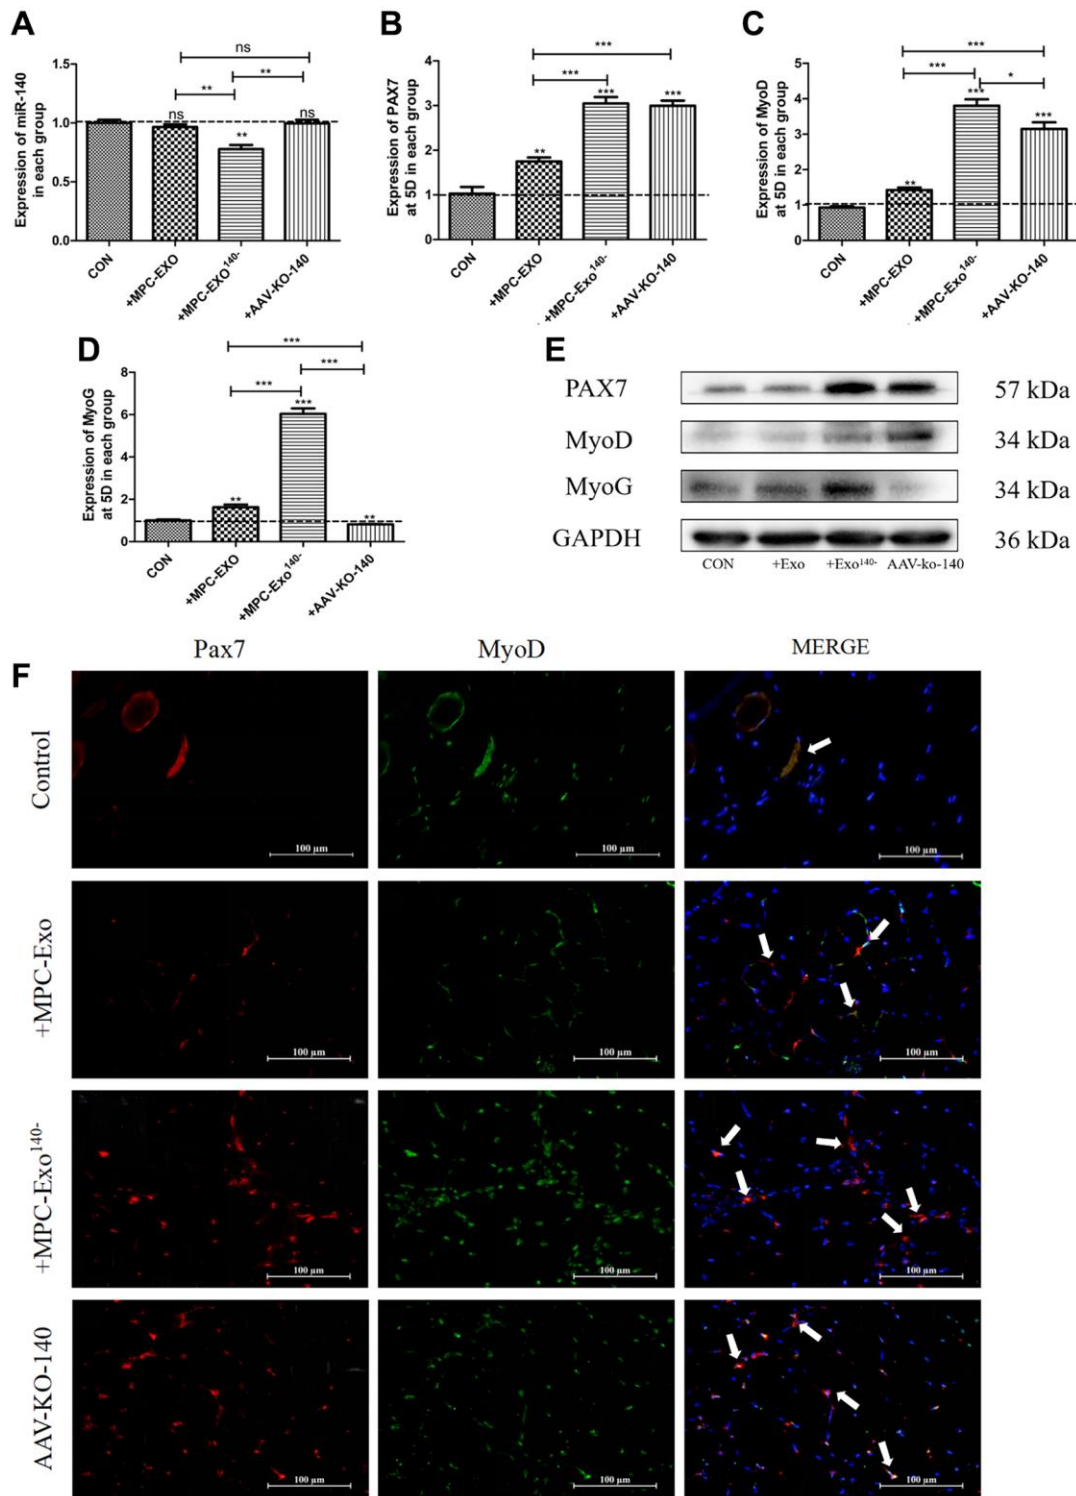 A
Expression of miR-140
in each group
1.5
1.0
0.5
0.0
ns
**
**
ns
**
ns
CON
+MPC-EXO
+MPC-EXO140-
+AAV-KO-140
B
Expression of PAX7
at 5D in each group
4
3
2
1
0
***
***
**
***
***
CON
+MPC-EXO
+MPC-Exo140-
+AAV-KO-140
C
Expression of MyoD
at 5D in each group
5
4
3
2
1
0
***
***
*
**
***
***
CON
+MPC-EXO
+MPC-Exo140-
+AAV-KO-140
D
Expression of MyoG
at 5D in each group
8
6
4
2
0
***
***
***
**
***
**
CON
+MPC-EXO
+MPC-Exo140-
+AAV-KO-140
E
PAX7 57 kDa
MyoD 34 kDa
MyoG 34 kDa
GAPDH 36 kDa
CON +Exo +Exo140- AAV-ko-140
F
Pax7 MyoD MERGE
Control
100 µm 100 µm 100 µm
+MPC-Exo
100 µm 100 µm 100 µm
+MPC-Exo140-
100 µm 100 µm 100 µm
AAV-KO-140
100 µm 100 µm 100 µm